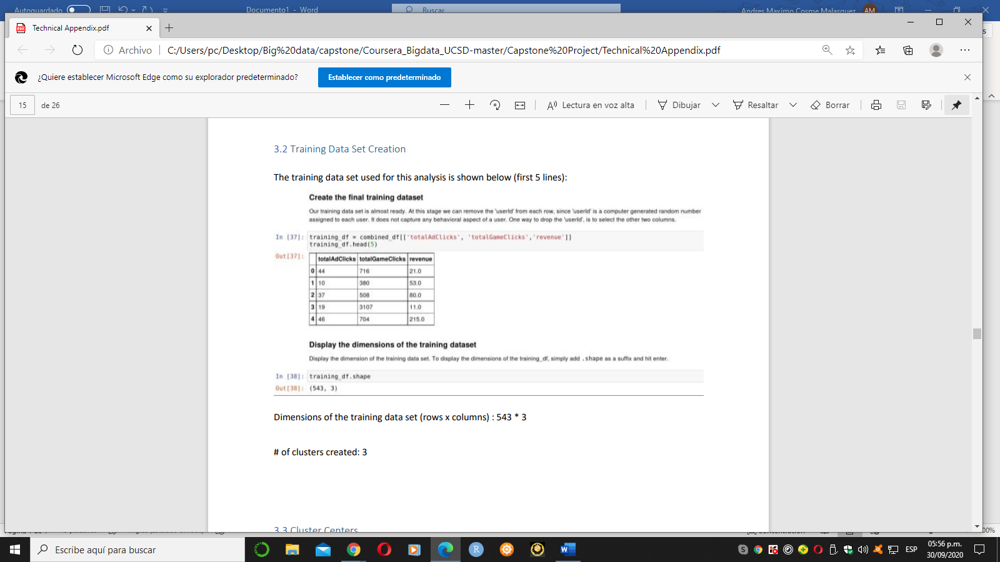 Autoguardado
Documento1 - Word
Buscar
Andres Maximo Cosme Malasquez AM
Technical Appendix.pdf
Archivo C:/Users/pc/Desktop/Big%20data/capstone/Coursera_Bigdata_UCSD-master/Capstone%20Project/Technical%20Appendix.pdf
¿Quiere establecer Microsoft Edge como su explorador predeterminado? Establecer como predeterminado
15 de 26 Lectura en voz alta Dibujar Resaltar Borrar
3.2 Training Data Set Creation
The training data set used for this analysis is shown below (first 5 lines):
Create the final training dataset
Our training data set is almost ready. At this stage we can remove the 'userId' from each row, since 'userId' is a computer generated random number
assigned to each user. It does not capture any behavioral aspect of a user. One way to drop the 'userId', is to select the other two columns.
In [37]: training_df = combined_df[['totalAdClicks', 'totalGameClicks','revenue']]
training_df.head(5)
Out[37]:
totalAdClicks totalGameClicks revenue
0 44 716 21.0
1 10 380 53.0
2 37 508 80.0
3 19 3107 11.0
4 46 704 215.0
Display the dimensions of the training dataset
Display the dimension of the training data set. To display the dimensions of the training_df, simply add .shape as a suffix and hit enter.
In [38]: training_df.shape
Out[38]: (543, 3)
Dimensions of the training data set (rows x columns) : 543 * 3
# of clusters created: 3
3.3 Cluster Centers
Escribe aquí para buscar
ESP
05:56 p.m.
30/09/2020